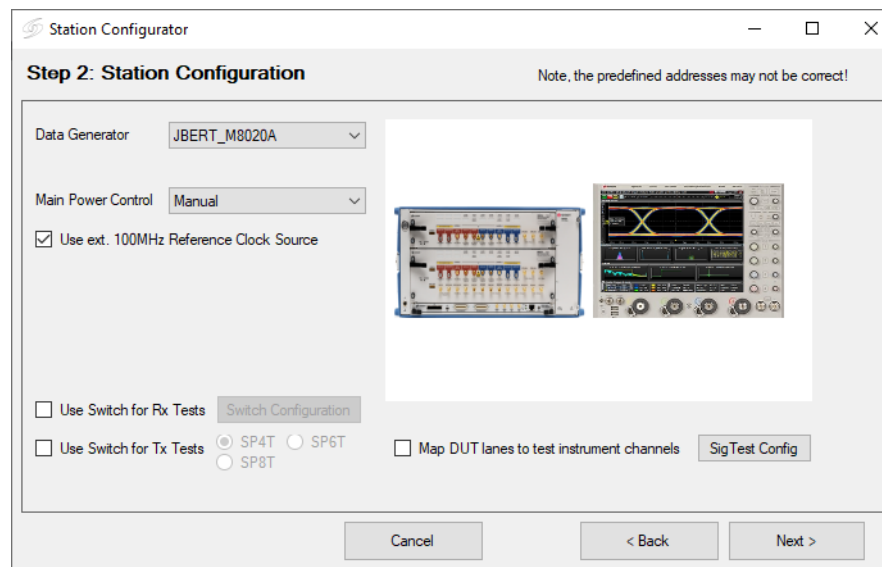 Station Configurator
Step 2: Station Configuration
Note, the predefined addresses may not be correct!
Data Generator
JBERT_M8020A
Main Power Control
Manual
Use ext. 100MHz Reference Clock Source
Use Switch for Rx Tests
Switch Configuration
Use Switch for Tx Tests
SP4T
SP6T
SP8T
Map DUT lanes to test instrument channels
SigTest Config
Cancel
< Back
Next >